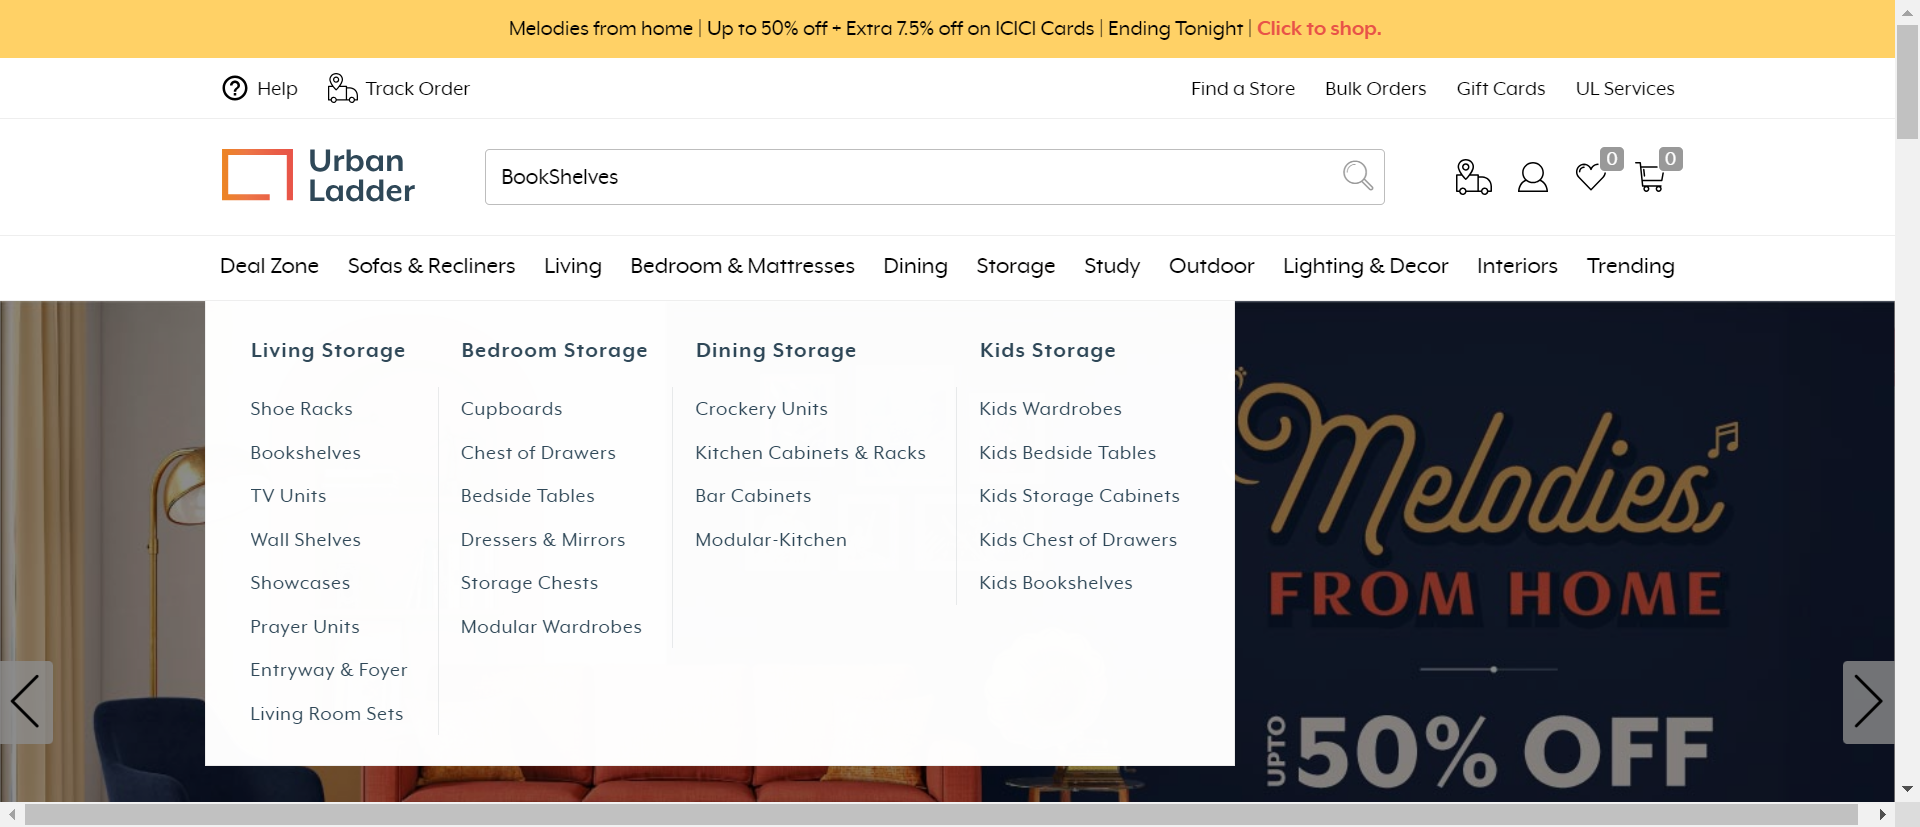 Melodies from home | Up to 50% off + Extra 7.5% off on ICICI Cards | Ending Tonight | Click to shop.
Help Track Order Find a Store Bulk Orders Gift Cards UL Services
Urban
Ladder
BookShelves
0 0
Deal Zone Sofas & Recliners Living Bedroom & Mattresses Dining Storage Study Outdoor Lighting & Decor Interiors Trending
Living Storage
Shoe Racks
Bookshelves
TV Units
Wall Shelves
Showcases
Prayer Units
Entryway & Foyer
Living Room Sets
Bedroom Storage
Cupboards
Chest of Drawers
Bedside Tables
Dressers & Mirrors
Storage Chests
Modular Wardrobes
Dining Storage
Crockery Units
Kitchen Cabinets & Racks
Bar Cabinets
Modular-Kitchen
Kids Storage
Kids Wardrobes
Kids Bedside Tables
Kids Storage Cabinets
Kids Chest of Drawers
Kids Bookshelves
Melodies
FROM HOME
UPTO 50% OFF